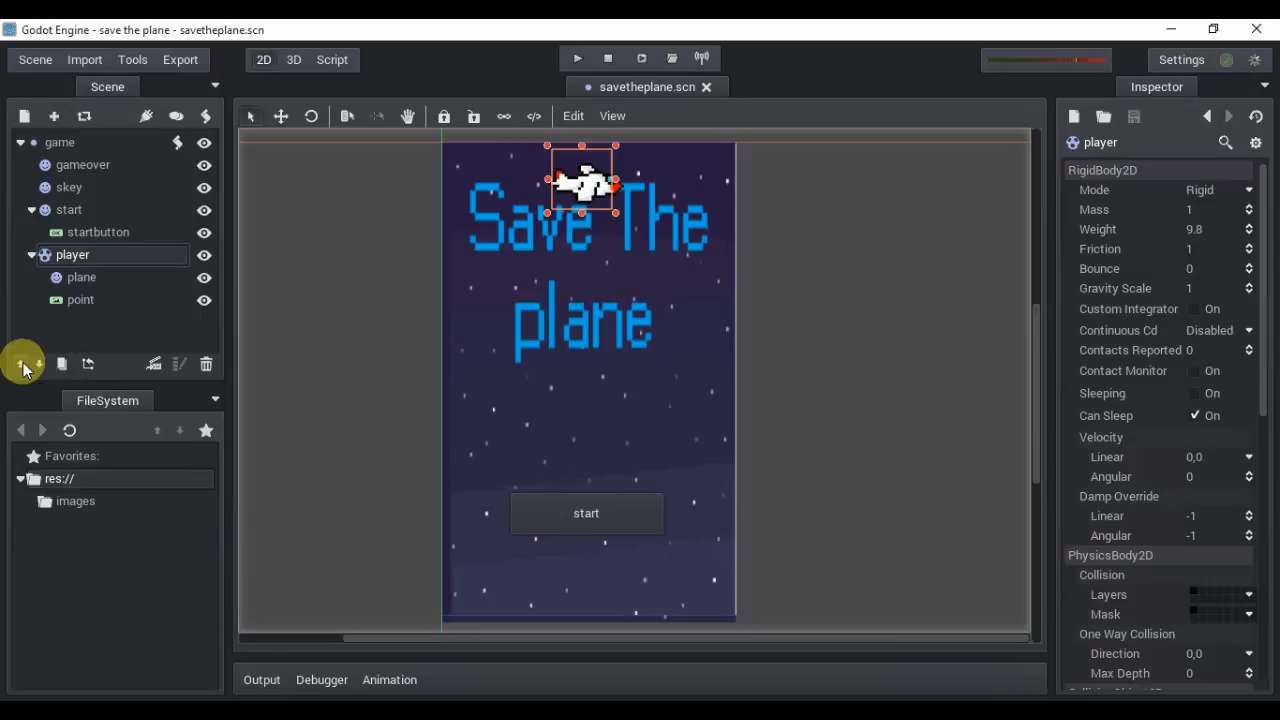 Godot Engine - save the plane - savetheplane.scn
Scene Import Tools Export
2D 3D Script
Settings
Scene
savetheplane.scn
Inspector
Edit View
game
gameover
skey
start
startbutton
player
plane
point
FileSystem
Favorites:
res://
images
Save The
plane
start
Output Debugger Animation
player
RigidBody2D
Mode Rigid
Mass 1
Weight 9.8
Friction 1
Bounce 0
Gravity Scale 1
Custom Integrator On
Continuous Cd Disabled
Contacts Reported 0
Contact Monitor On
Sleeping On
Can Sleep On
Velocity
Linear 0,0
Angular 0
Damp Override
Linear -1
Angular -1
PhysicsBody2D
Collision
Layers
Mask
One Way Collision
Direction 0,0
Max Depth 0